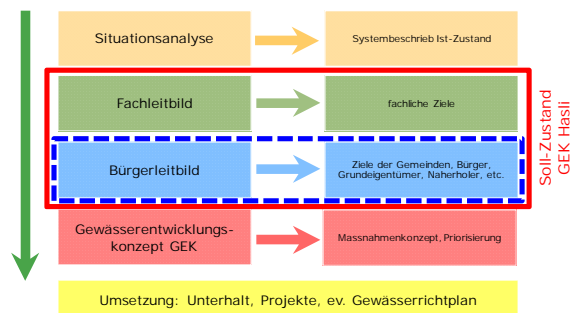 Situationsanalyse
Systembeschrieb Ist-Zustand
Fachleitbild
fachliche Ziele
Bürgerleitbild
Ziele der Gemeinden, Bürger,
Grundeigentümer, Naherholer, etc.
Gewässerentwicklungs-
konzept GEK
Massnahmenkonzept, Priorisierung
Umsetzung: Unterhalt, Projekte, ev. Gewässerrichtplan
Soll-Zustand
GEK Hasli